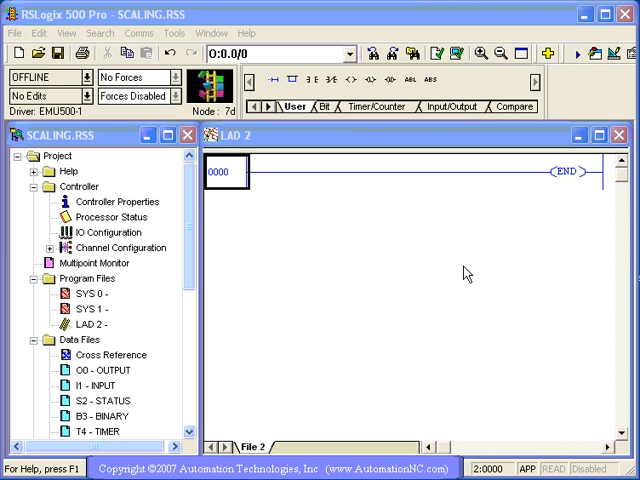 RSLogix 500 Pro - SCALING.RSS
File Edit View Search Comms Tools Window Help
O:0.0/0
OFFLINE No Forces
No Edits Forces Disabled
Driver: EMU500-1 Node : 7d
ABL ABS
User Bit Timer/Counter Input/Output Compare
SCALING.RSS
Project
Help
Controller
Controller Properties
Processor Status
IO Configuration
Channel Configuration
Multipoint Monitor
Program Files
SYS 0 -
SYS 1 -
LAD 2 -
Data Files
Cross Reference
O0 - OUTPUT
I1 - INPUT
S2 - STATUS
B3 - BINARY
T4 - TIMER
LAD 2
0000
END
File 2
For Help, press F1
Copyright ©2007 Automation Technologies, Inc (www.AutomationNC.com)
2:0000 APP READ Disabled